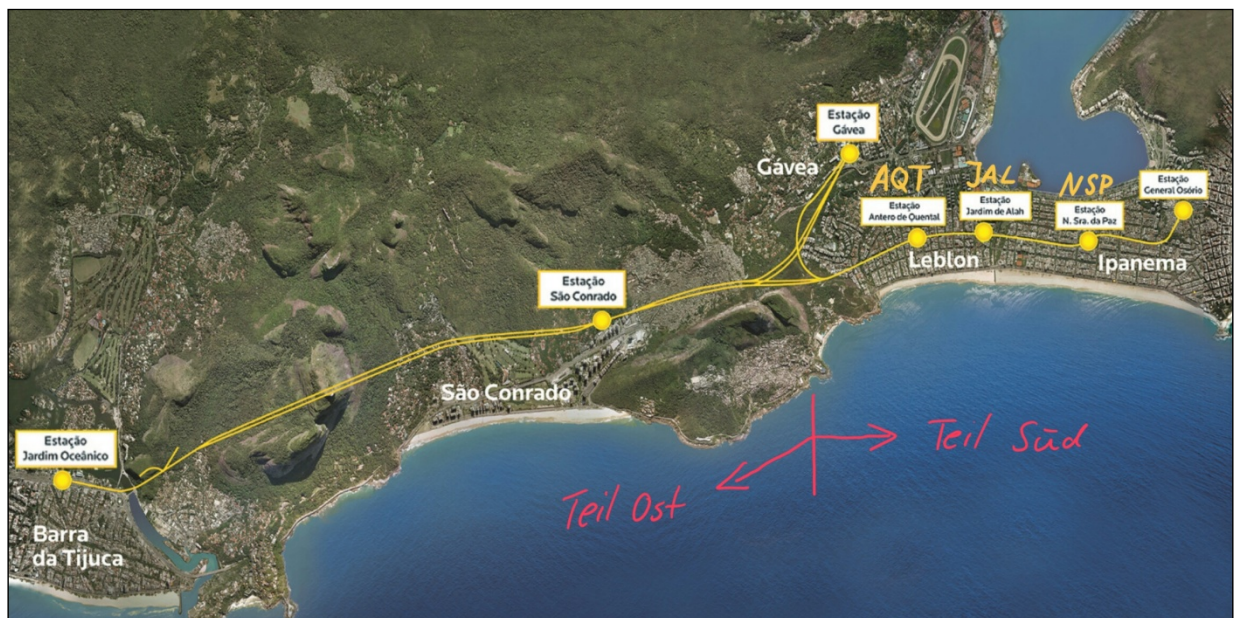 Estação
Gávea
Gávea
AQT
JAL
NSP
Estação
Antero de Quental
Estação
Jardim de Alah
Estação
N. Sra. da Paz
Estação
General Osório
Leblon
Ipanema
Estação
São Conrado
São Conrado
Estação
Jardim Oceânico
Barra
da Tijuca
Teil Ost
Teil Süd